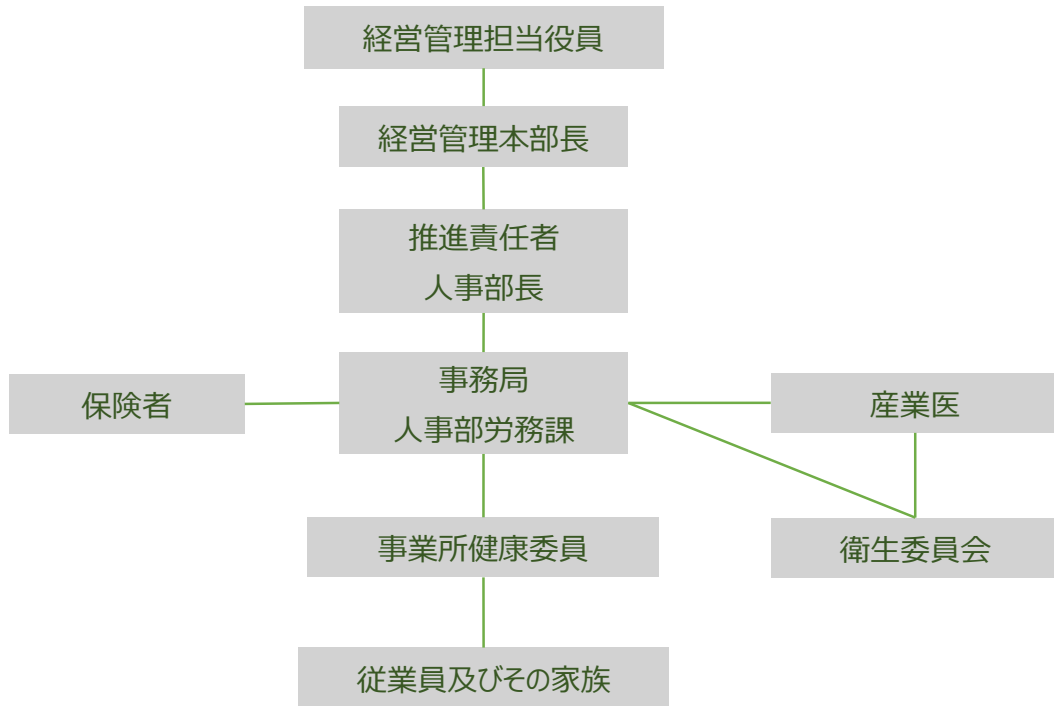 経営管理担当役員
経営管理本部長
推進責任者
人事部長
事務局
人事部労務課
保険者
産業医
事業所健康委員
衛生委員会
従業員及びその家族